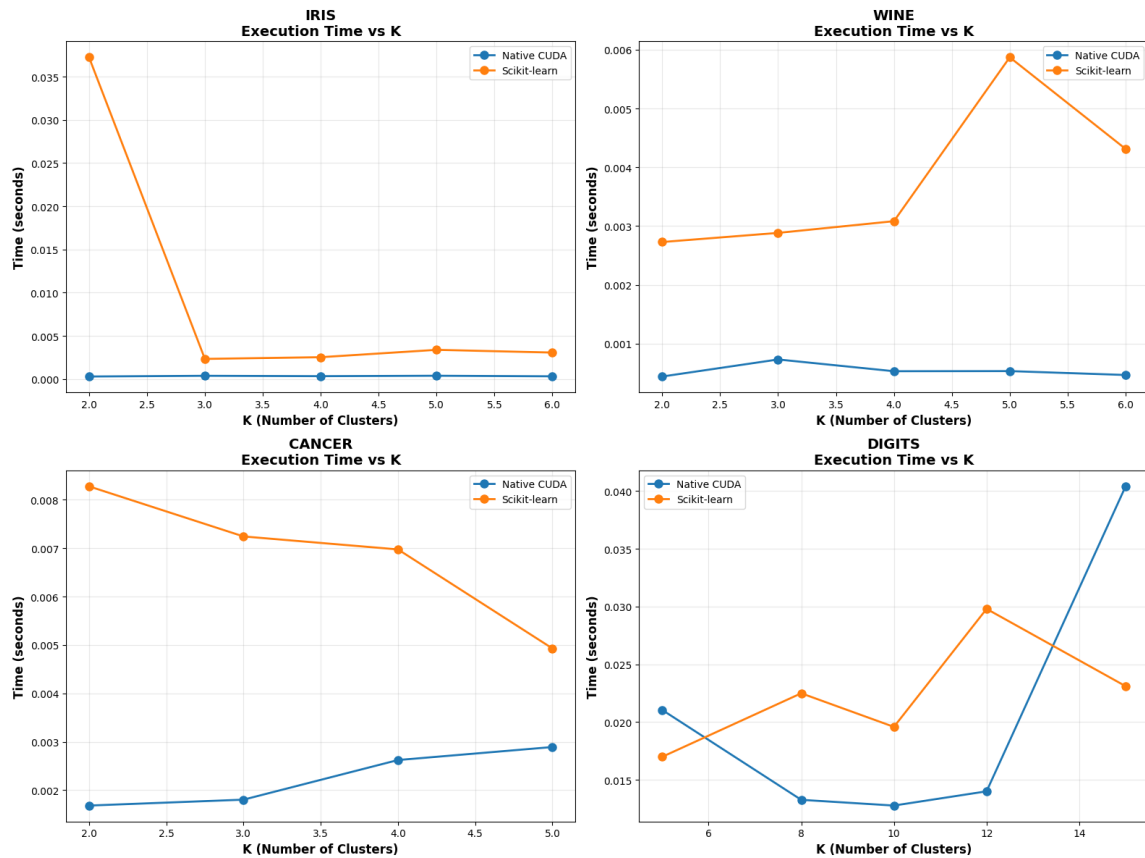 IRIS
Execution Time vs K
Time (seconds)
0.035
0.030
0.025
0.020
0.015
0.010
0.005
0.000
Native CUDA
Scikit-learn
2.0 2.5 3.0 3.5 4.0 4.5 5.0 5.5 6.0
K (Number of Clusters)
WINE
Execution Time vs K
Time (seconds)
0.006
0.005
0.004
0.003
0.002
0.001
Native CUDA
Scikit-learn
2.0 2.5 3.0 3.5 4.0 4.5 5.0 5.5 6.0
K (Number of Clusters)
CANCER
Execution Time vs K
Time (seconds)
0.008
0.007
0.006
0.005
0.004
0.003
0.002
Native CUDA
Scikit-learn
2.0 2.5 3.0 3.5 4.0 4.5 5.0
K (Number of Clusters)
DIGITS
Execution Time vs K
Time (seconds)
0.040
0.035
0.030
0.025
0.020
0.015
Native CUDA
Scikit-learn
6 8 10 12 14
K (Number of Clusters)